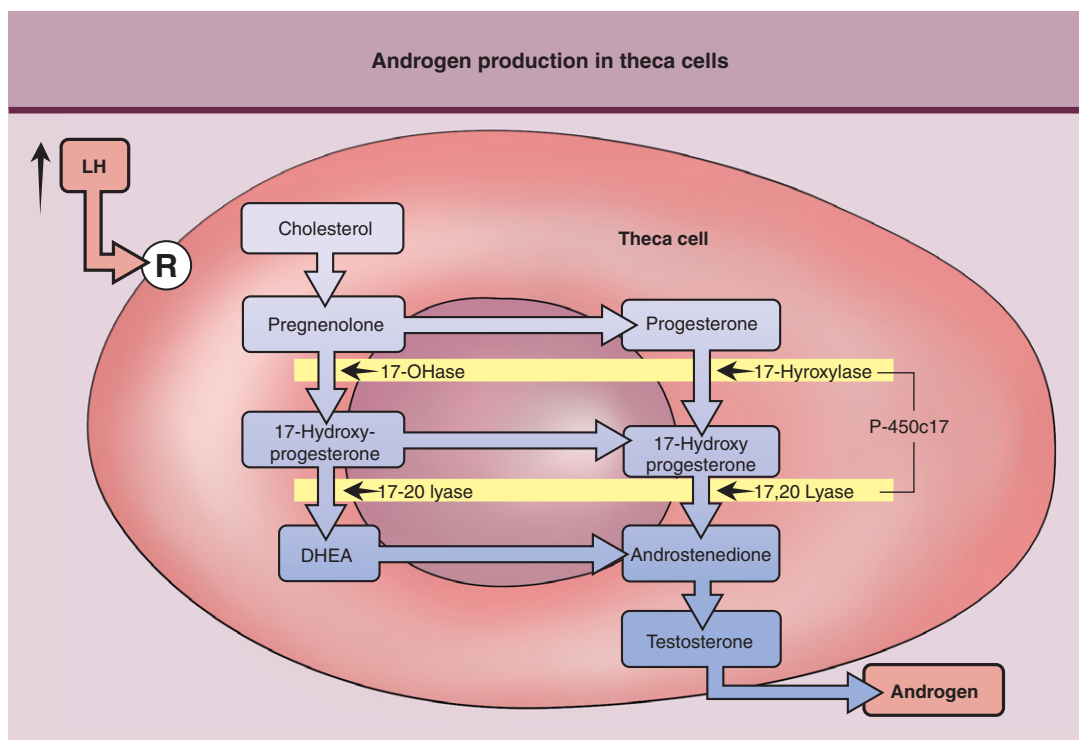 Androgen production in theca cells
LH
R
Cholesterol
Theca cell
Pregnenolone
Progesterone
17-OHase
17-Hyroxylase
P-450c17
17-Hydroxy-
progesterone
17-Hydroxy
progesterone
17-20 lyase
17,20 Lyase
DHEA
Androstenedione
Testosterone
Androgen